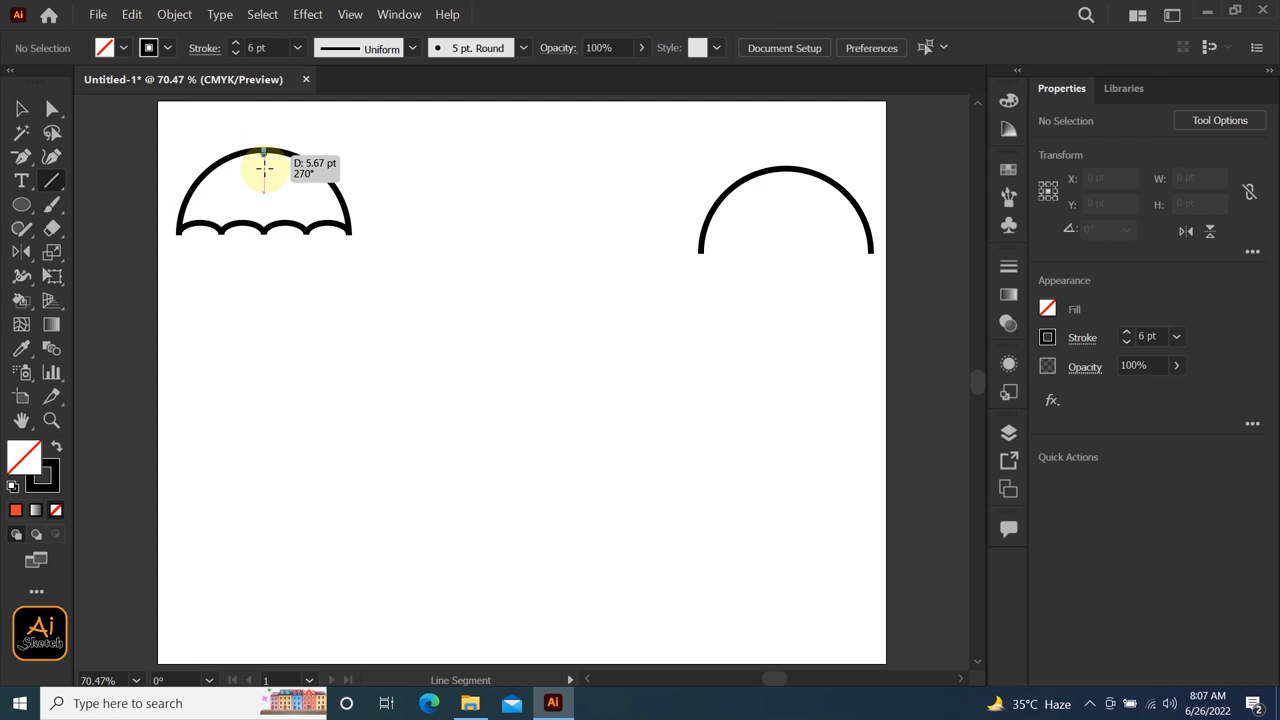 Ai File Edit Object Type Select Effect View Window Help
No Selection Stroke: 6 pt Uniform 5 pt. Round Opacity: 100% Style: Document Setup Preferences
Untitled-1* @ 70.47 % (CMYK/Preview)
Properties Libraries
No Selection Tool Options
Transform
X: 0 pt W: 0 pt
Y: 0 pt H: 0 pt
0°
Appearance
Fill
Stroke 6 pt
Opacity 100%
fx.
Quick Actions
D: 5.67 pt
270°
Ai
Sketch
70.47% 0° 1 Line Segment
Type here to search
Ai
35°C Haze
8:07 AM
6/26/2022
2